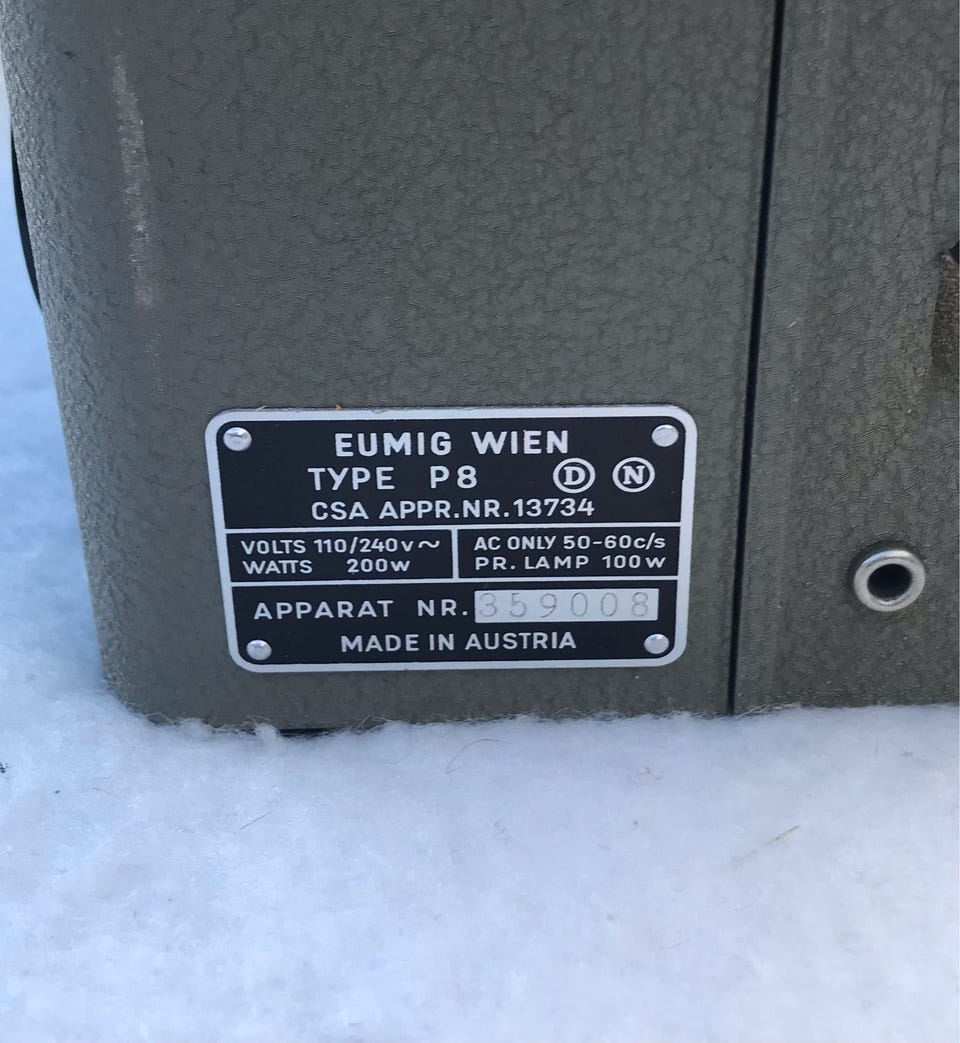 EUMIG WIEN
TYPE P8 D N
CSA APPR.NR.13734
VOLTS 110/240v~
WATTS 200W
AC ONLY 50-60c/s
PR. LAMP 100W
APPARAT NR. 359008
MADE IN AUSTRIA